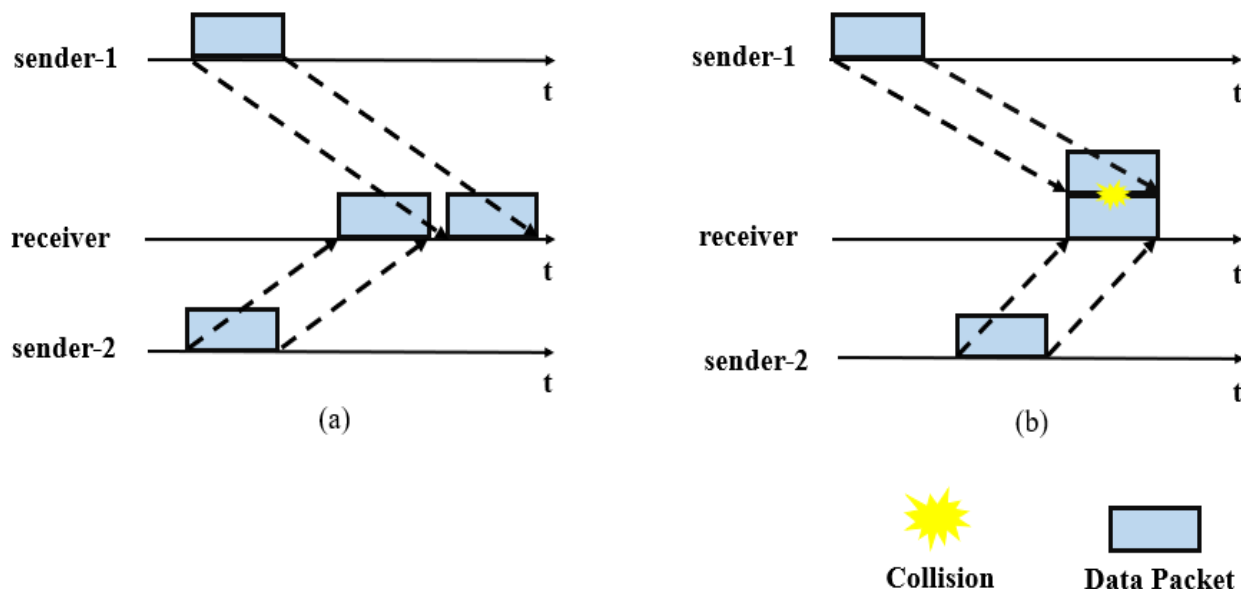 sender-1
t
receiver
t
sender-2
t
(a)
sender-1
t
receiver
t
sender-2
t
(b)
Collision
Data Packet